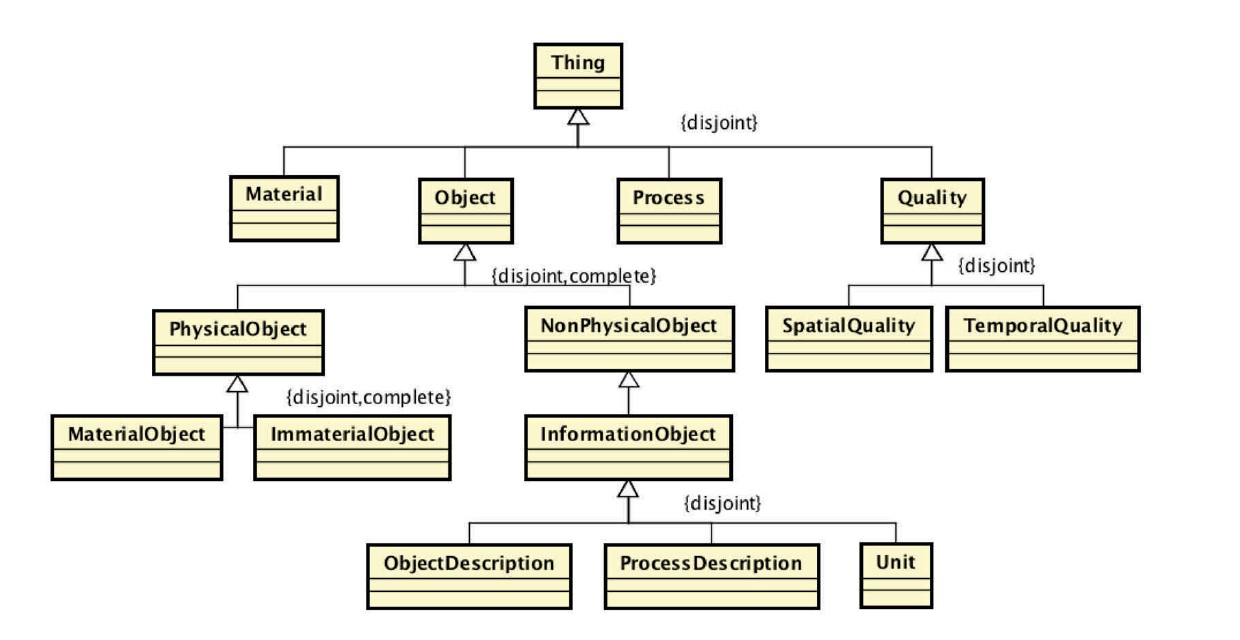 Thing
{disjoint}
Material
Object
Process
Quality
{disjoint,complete}
{disjoint}
PhysicalObject
NonPhysicalObject
SpatialQuality
TemporalQuality
{disjoint,complete}
MaterialObject
ImmaterialObject
InformationObject
{disjoint}
ObjectDescription
ProcessDescription
Unit